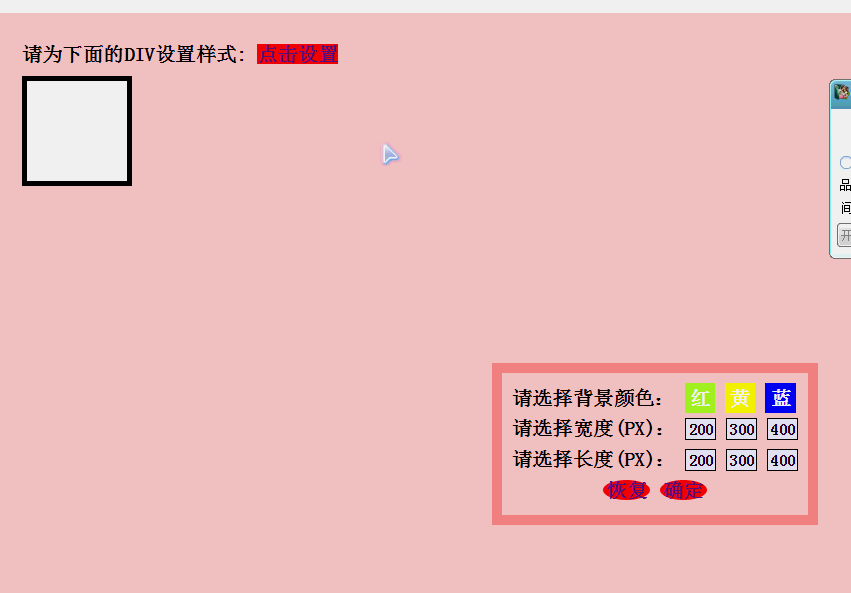 请为下面的DIV设置样式: 点击设置
品
间
开
请选择背景颜色: 红 黄 蓝
请选择宽度(PX): 200 300 400
请选择长度(PX): 200 300 400
恢复 确定